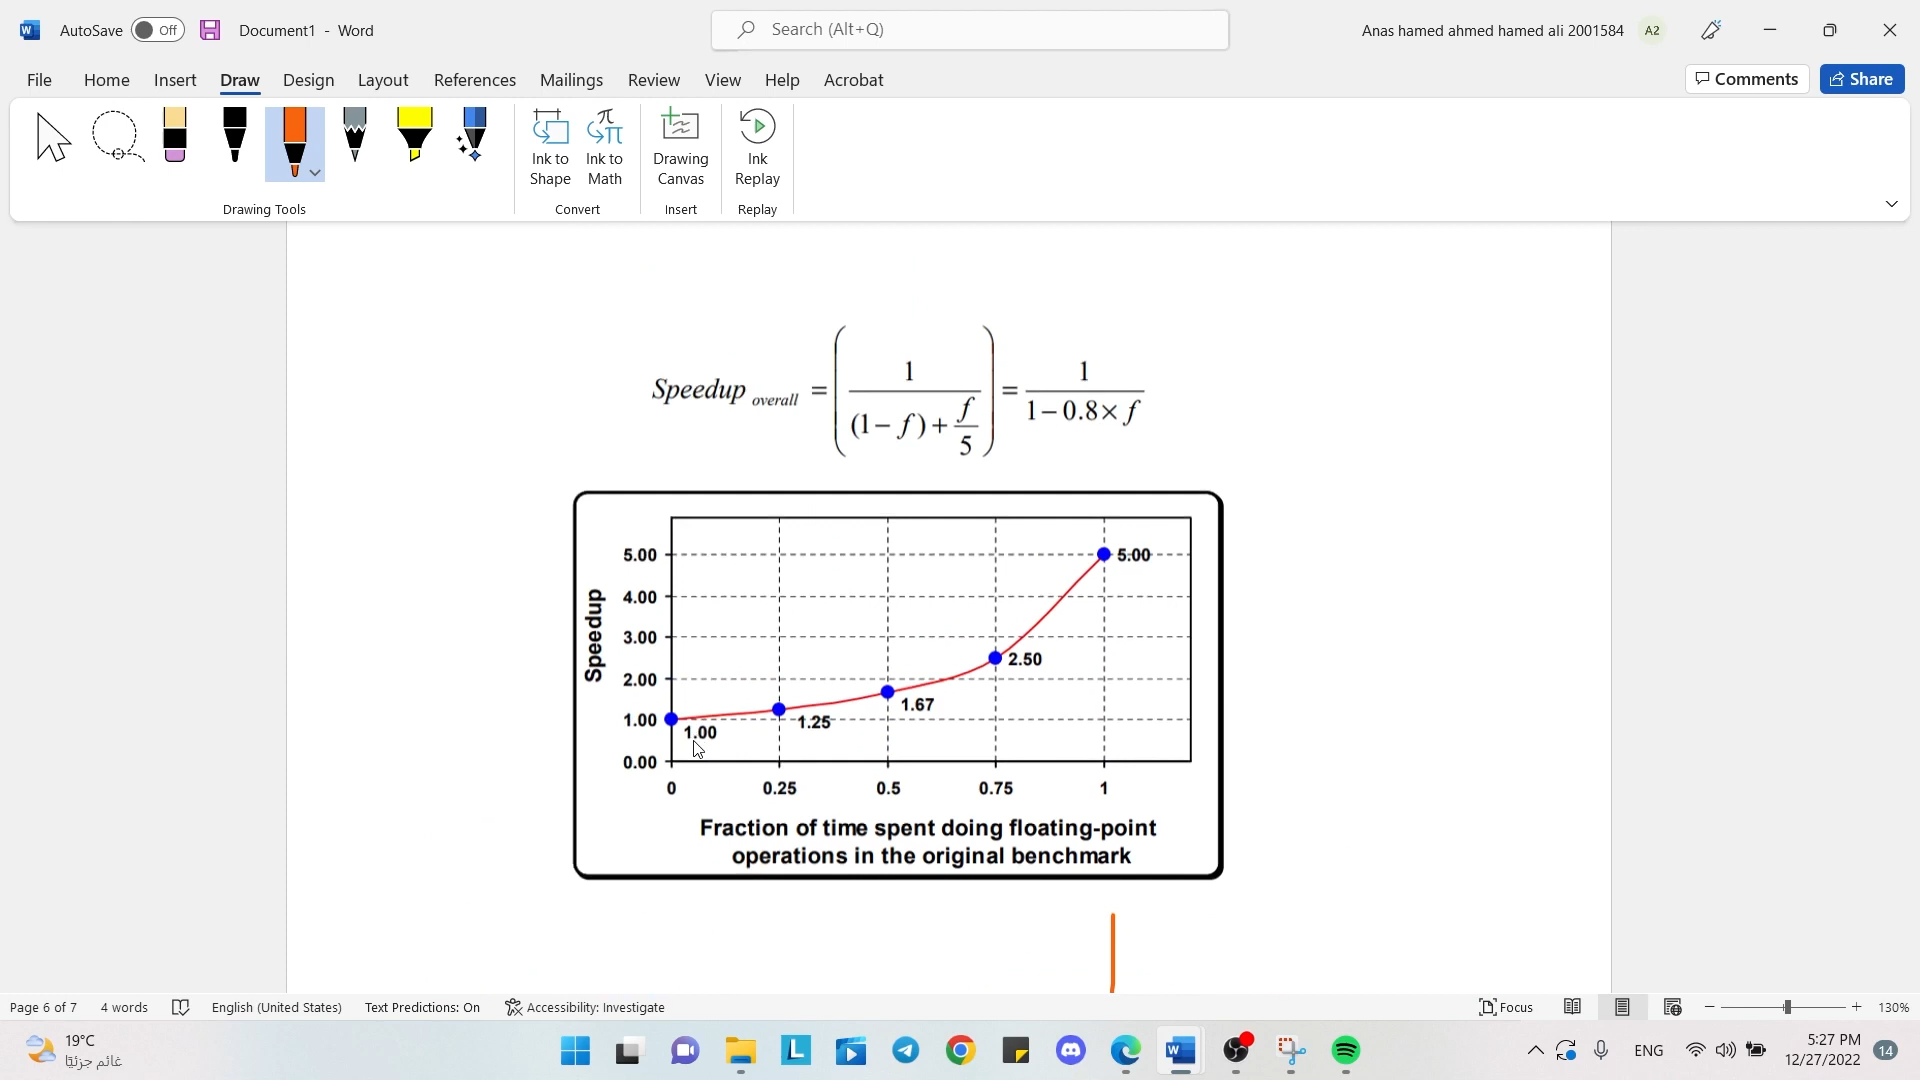 AutoSave Off Document1 - Word Search (Alt+Q) Anas hamed ahmed hamed ali 2001584 A2
File Home Insert Draw Design Layout References Mailings Review View Help Acrobat Comments Share
Ink to Shape
Ink to Math
Drawing Canvas
Ink Replay
Drawing Tools Convert Insert Replay
Speedup overall = ( 1 / ((1 − f) + f/5) ) = 1 / (1 − 0.8 × f)
Speedup
5.00
4.00
3.00
2.00
1.00
0.00
5.00
2.50
1.67
1.25
1.00
0 0.25 0.5 0.75 1
Fraction of time spent doing floating-point
operations in the original benchmark
Page 6 of 7 4 words English (United States) Text Predictions: On Accessibility: Investigate Focus 130%
19°C
غائم جزئيًا
ENG
5:27 PM
12/27/2022
14